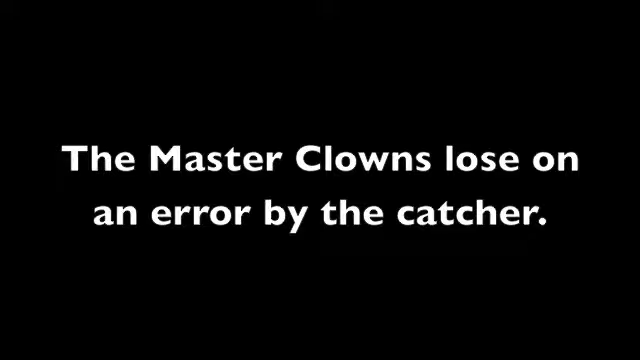 The Master Clowns lose on
an error by the catcher.